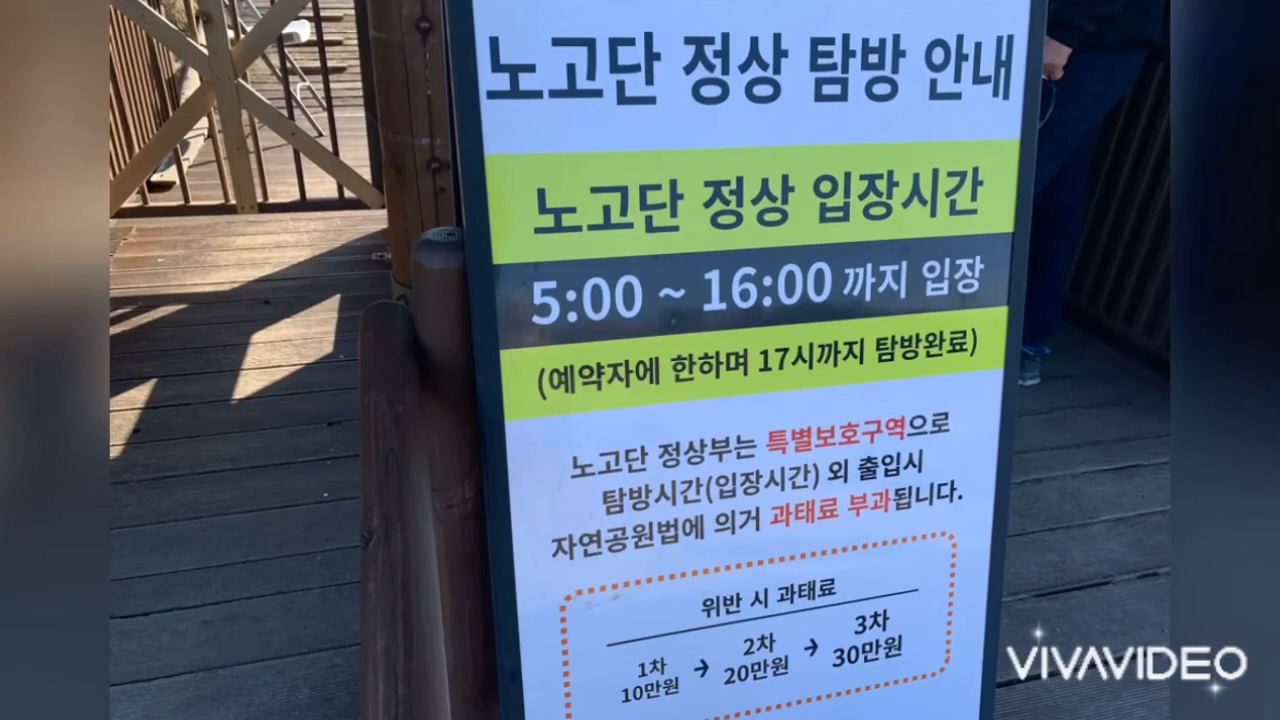 노고단 정상 탐방 안내
노고단 정상 입장시간
5:00 ~ 16:00 까지 입장
(예약자에 한하며 17시까지 탐방완료)
노고단 정상부는 특별보호구역으로
탐방시간(입장시간) 외 출입시
자연공원법에 의거 과태료 부과됩니다.
위반 시 과태료
1차 → 2차 → 3차
10만원 20만원 30만원
VIVAVIDEO